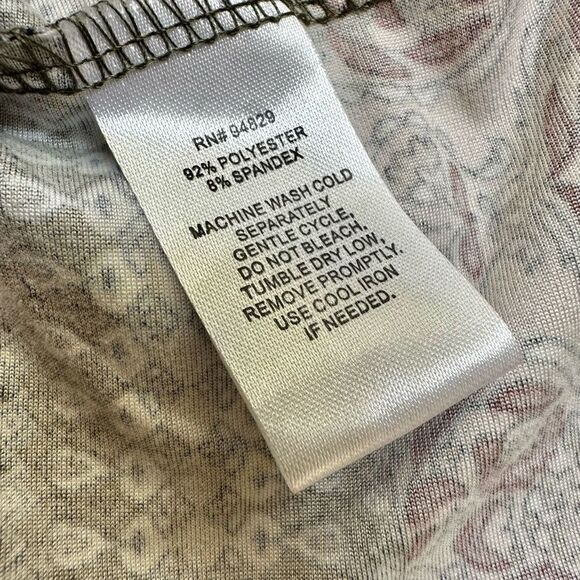 RN# 94829
92% POLYESTER
8% SPANDEX
MACHINE WASH COLD
SEPARATELY
GENTLE CYCLE,
DO NOT BLEACH.
TUMBLE DRY LOW,
REMOVE PROMPTLY.
USE COOL IRON
IF NEEDED.